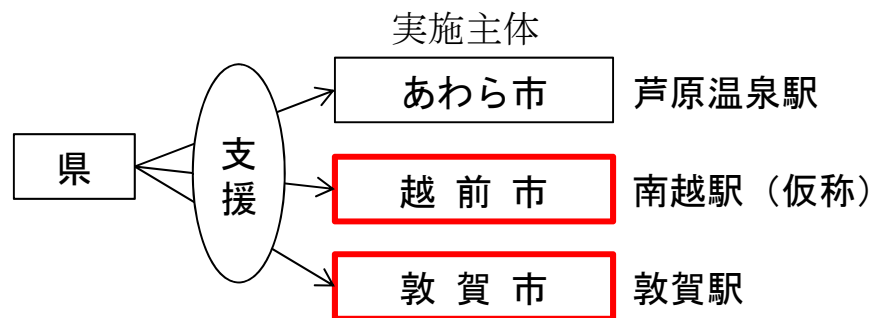 実施主体
あわら市 芦原温泉駅
県
支援
越前市 南越駅（仮称）
敦賀市 敦賀駅